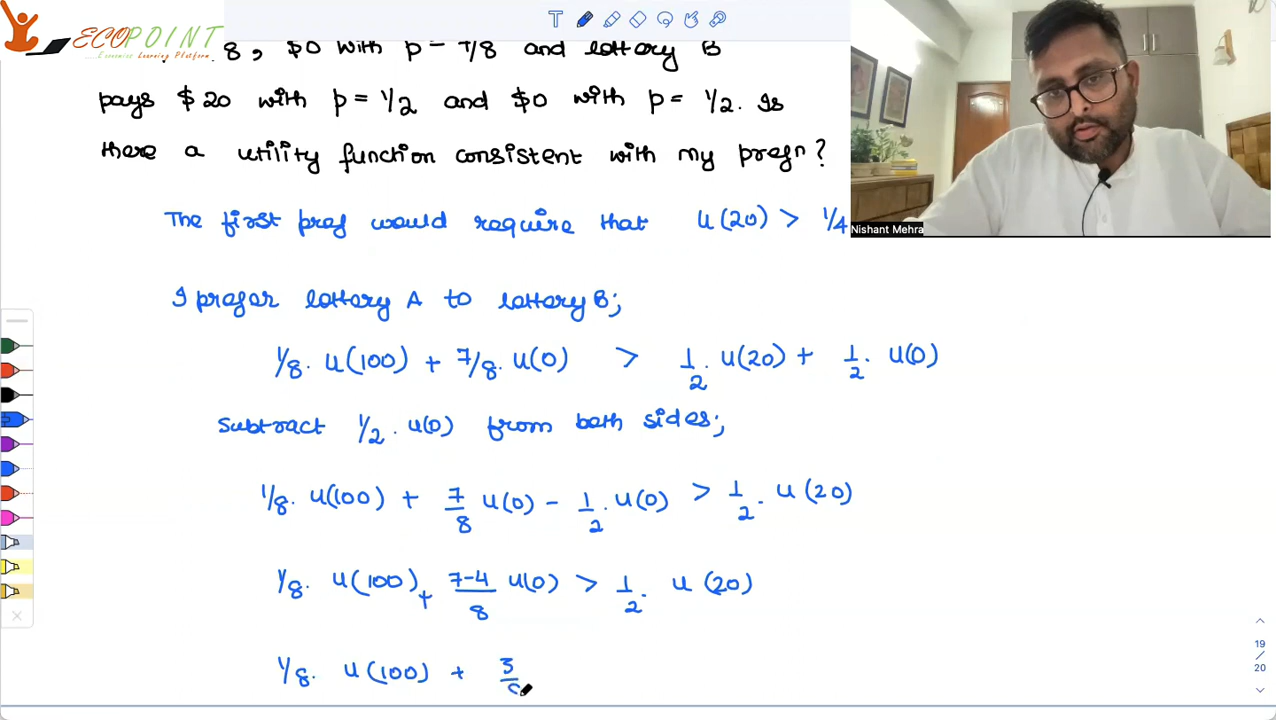 ECOPOINT
Economics Learning Platform
8, $0 with p = 7/8 and lottery B
pays $20 with p = 1/2 and $0 with p = 1/2. Is
there a utility function consistent with my prefn?
Nishant Mehra
The first pref would require that u(20) > 1/4
I prefer lottery A to lottery B;
1/8. u(100) + 7/8. u(0) > 1/2. u(20) + 1/2. u(0)
Subtract 1/2. u(0) from both sides;
1/8. u(100) + 7/8 u(0) - 1/2. u(0) > 1/2. u(20)
1/8. u(100) + 7-4/8 u(0) > 1/2. u(20)
1/8. u(100) + 3/8
19
/
20